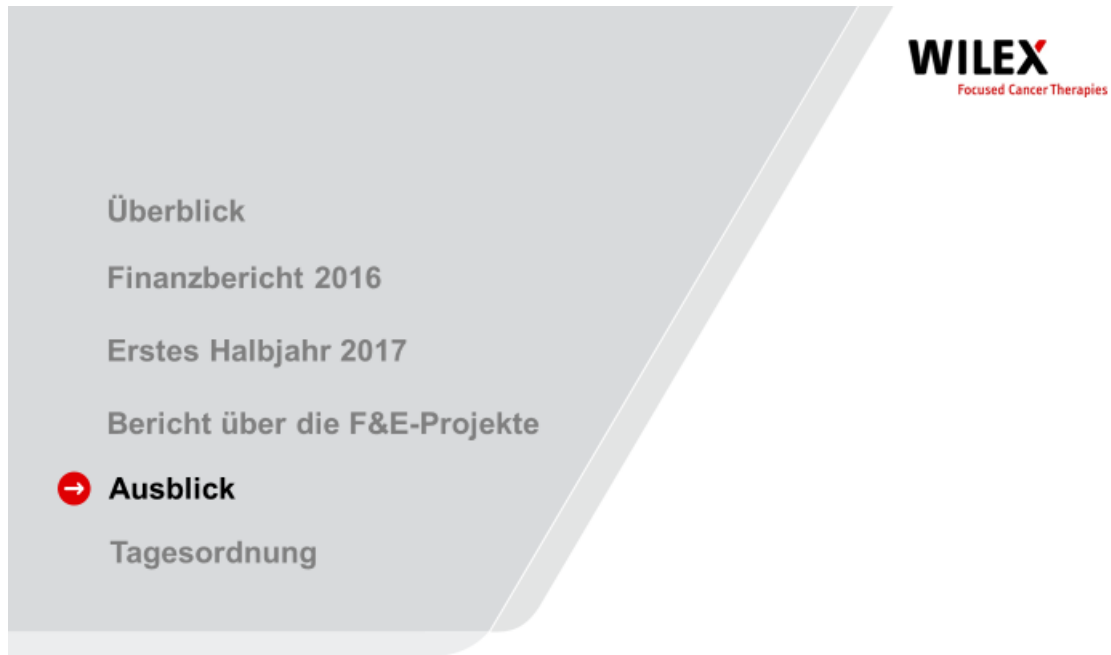 WILEX
Focused Cancer Therapies
Überblick
Finanzbericht 2016
Erstes Halbjahr 2017
Bericht über die F&E-Projekte
Ausblick
Tagesordnung